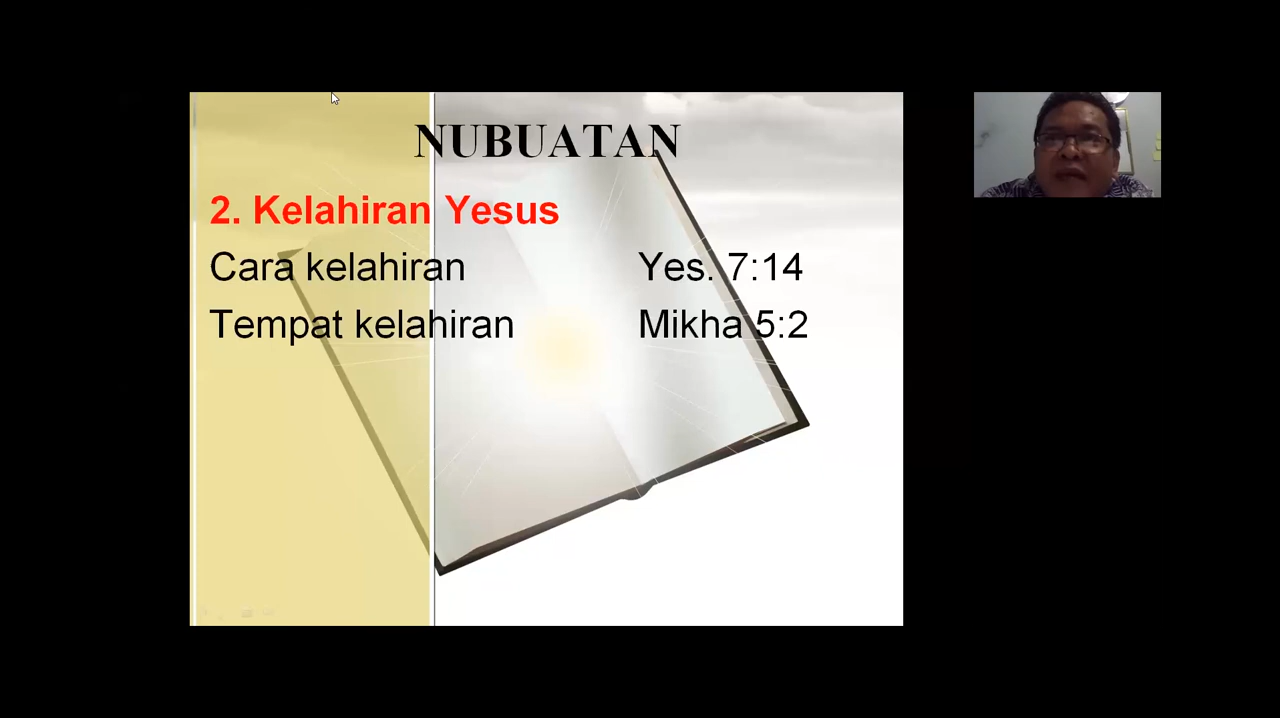 NUBUATAN
2. Kelahiran Yesus
Cara kelahiran Yes. 7:14
Tempat kelahiran Mikha 5:2